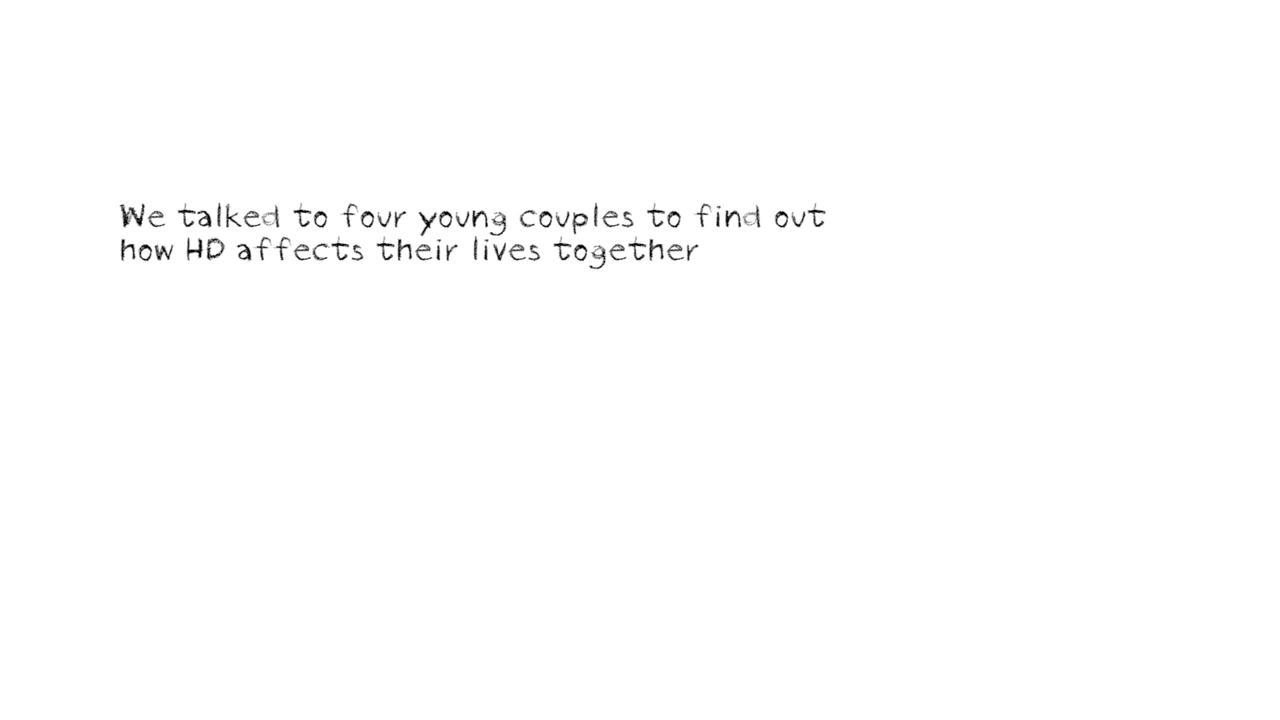 We talked to four young couples to find out
how HD affects their lives together